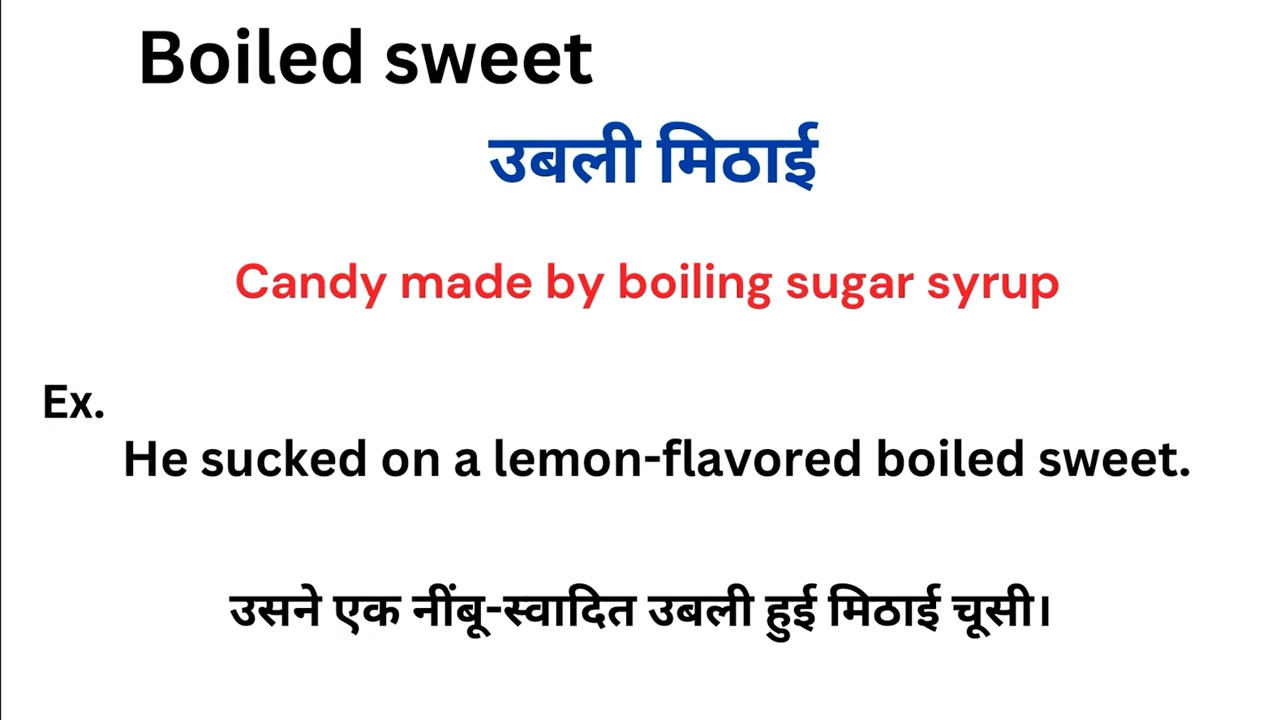 Boiled sweet
उबली मिठाई
Candy made by boiling sugar syrup
Ex.
He sucked on a lemon-flavored boiled sweet.
उसने एक नींबू-स्वादित उबली हुई मिठाई चूसी।